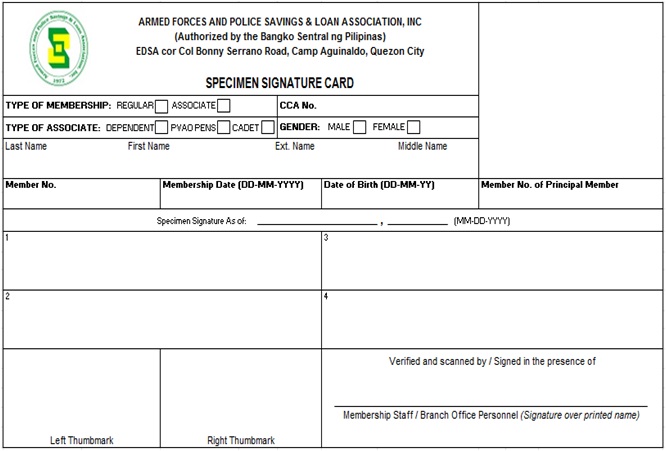 ARMED FORCES AND POLICE SAVINGS & LOAN ASSOCIATION, INC
(Authorized by the Bangko Sentral ng Pilipinas)
EDSA cor Col Bonny Serrano Road, Camp Aguinaldo, Quezon City
SPECIMEN SIGNATURE CARD
TYPE OF MEMBERSHIP: REGULAR ASSOCIATE CCA No.
TYPE OF ASSOCIATE: DEPENDENT PVAO PENS CADET GENDER: MALE FEMALE
Last Name First Name Ext. Name Middle Name
Member No. Membership Date (DD-MM-YYYY) Date of Birth (DD-MM-YY) Member No. of Principal Member
Specimen Signature As of: , (MM-DD-YYYY)
1 3
2 4
Verified and scanned by / Signed in the presence of
Membership Staff / Branch Office Personnel (Signature over printed name)
Left Thumbmark Right Thumbmark